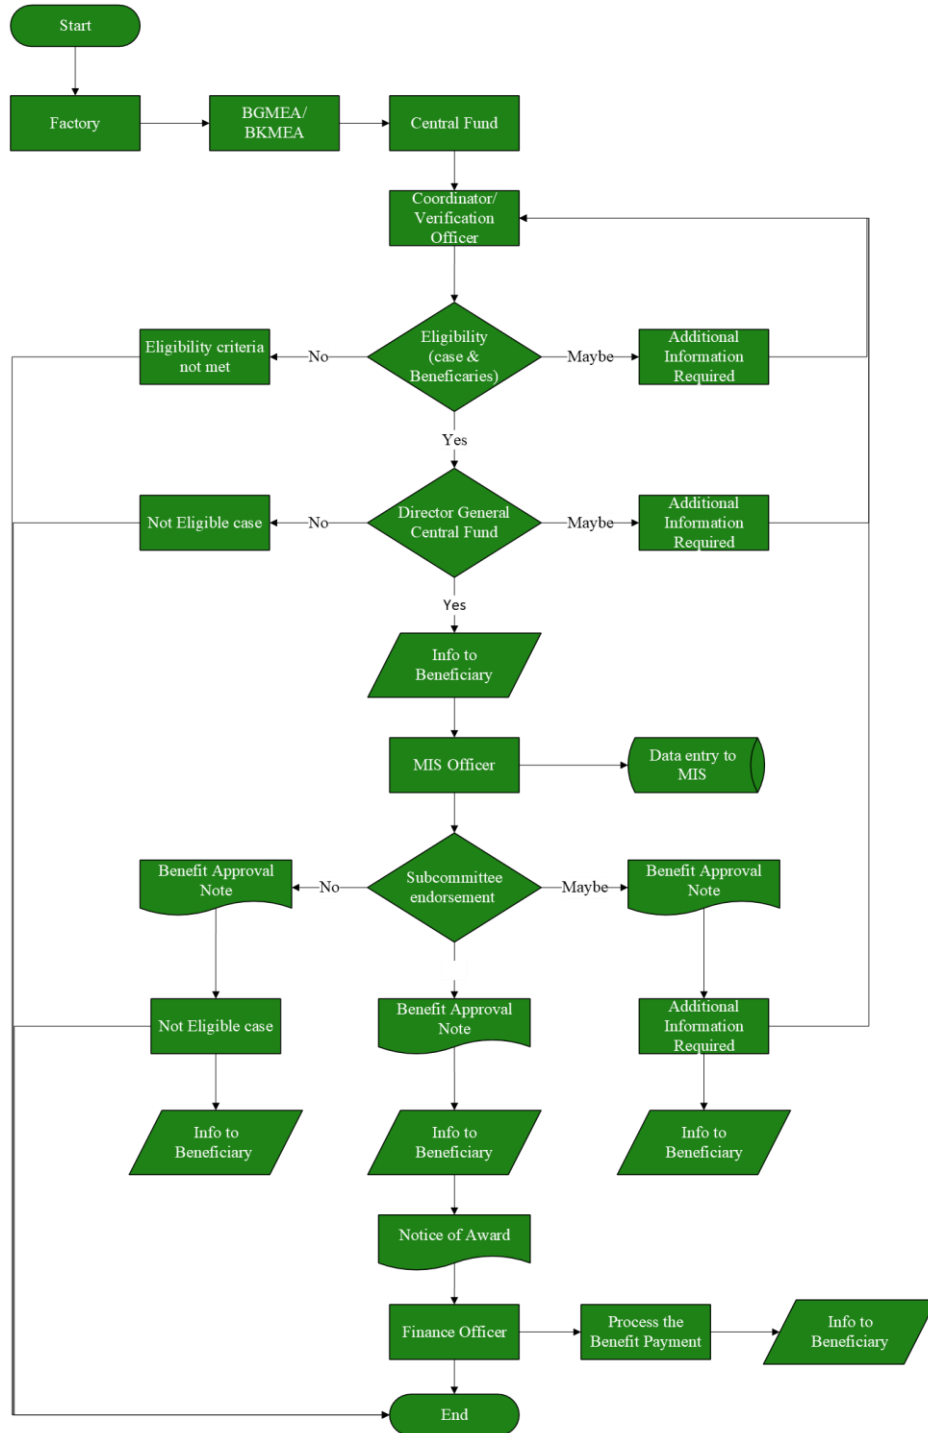 Start
Factory
BGMEA/
BKMEA
Central Fund
Coordinator/
Verification
Officer
Eligibility criteria
not met
No
Eligibility
(case &
Beneficaries)
Maybe
Additional
Information
Required
Yes
Not Eligible case
No
Director General
Central Fund
Maybe
Additional
Information
Required
Yes
Info to
Beneficiary
MIS Officer
Data entry to
MIS
Benefit Approval
Note
No
Subcommittee
endorsement
Maybe
Benefit Approval
Note
Not Eligible case
Benefit Approval
Note
Additional
Information
Required
Info to
Beneficiary
Info to
Beneficiary
Info to
Beneficiary
Notice of Award
Finance Officer
Process the
Benefit Payment
Info to
Beneficiary
End